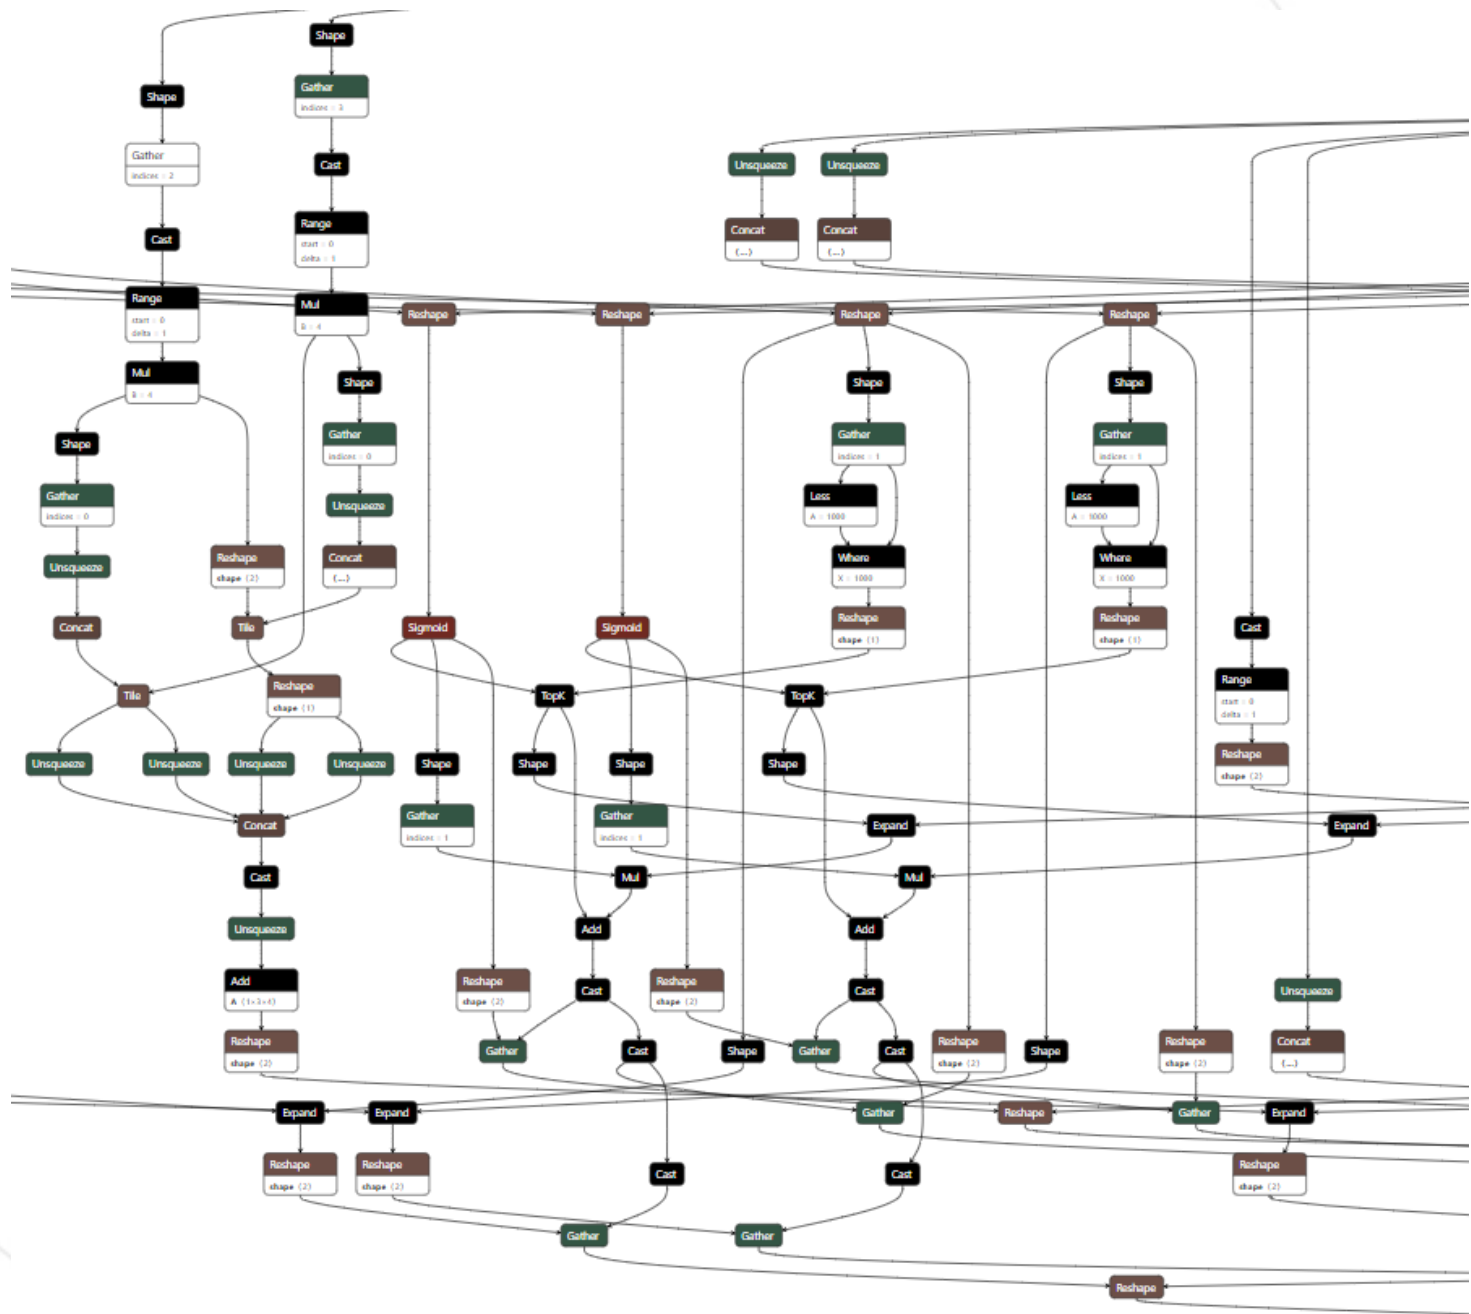 Shape
Gather
indices = 3
Shape
Gather
indices = 2
Cast
Unsqueeze
Unsqueeze
Range
start = 0
delta = 1
Concat
(...)
Concat
(...)
Cast
Range
start = 0
delta = 1
Mul
B = 4
Reshape
Reshape
Reshape
Reshape
Mul
B = 4
Shape
Shape
Shape
Shape
Gather
indices = 0
Gather
indices = 1
Gather
indices = 1
Gather
indices = 0
Unsqueeze
Less
A = 1000
Less
A = 1000
Unsqueeze
Reshape
shape (2)
Concat
(...)
Where
X = 1000
Where
X = 1000
Concat
Tile
Sigmoid
Sigmoid
Reshape
shape (1)
Reshape
shape (1)
Cast
Tile
Reshape
shape (1)
TopK
TopK
Range
start = 0
delta = 1
Unsqueeze
Unsqueeze
Unsqueeze
Unsqueeze
Shape
Shape
Shape
Shape
Reshape
shape (2)
Concat
Gather
indices = 1
Gather
indices = 1
Expand
Expand
Cast
Mul
Mul
Unsqueeze
Add
Add
Add
A (1×3×4)
Reshape
shape (2)
Cast
Reshape
shape (2)
Cast
Unsqueeze
Reshape
shape (2)
Gather
Cast
Shape
Gather
Cast
Reshape
shape (2)
Shape
Reshape
shape (2)
Concat
(...)
Expand
Expand
Gather
Reshape
Gather
Expand
Reshape
shape (2)
Reshape
shape (2)
Cast
Cast
Reshape
shape (2)
Gather
Gather
Reshape